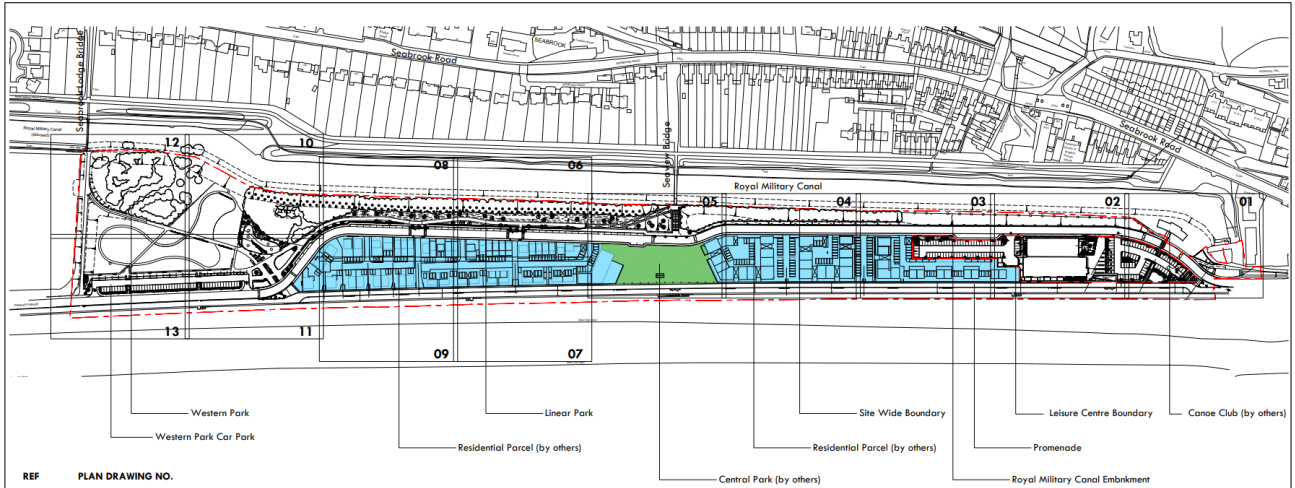 Seabrook Lodge Bridge
Seabrook Road
SEABROOK
Seabrook Road
Royal Military Canal
12
10
08
06
Seaview Bridge
Royal Military Canal
05
04
03
02
01
13
11
09
07
Western Park
Linear Park
Site Wide Boundary
Leisure Centre Boundary
Canoe Club (by others)
Western Park Car Park
Residential Parcel (by others)
Residential Parcel (by others)
Promenade
REF PLAN DRAWING NO.
Central Park (by others)
Royal Military Canal Embnkment